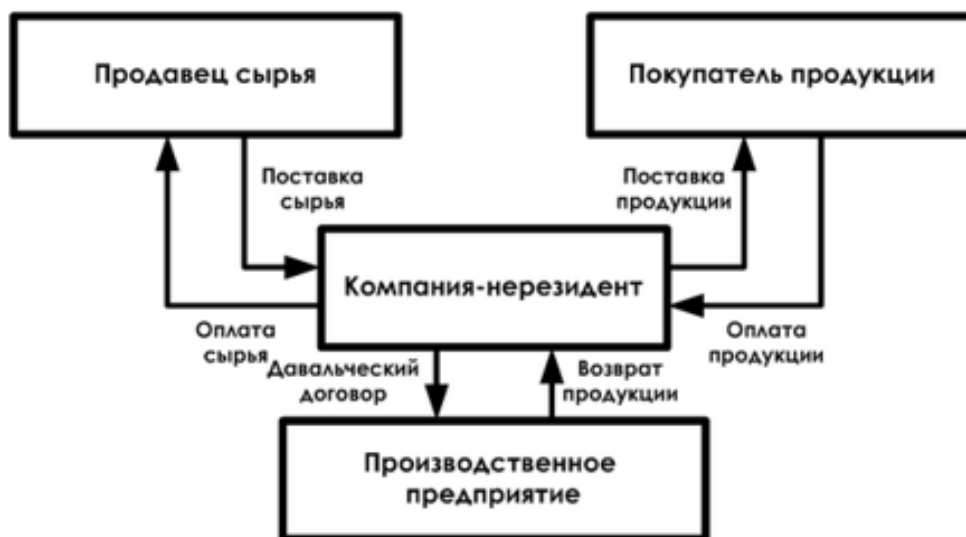 Продавец сырья
Покупатель продукции
Поставка
сырья
Поставка
продукции
Компания-нерезидент
Оплата
сырья
Оплата
продукции
Давальческий
договор
Возврат
продукции
Производственное
предприятие